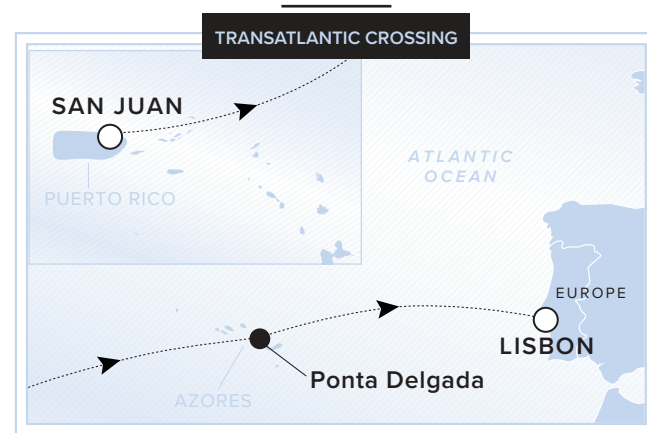 TRANSATLANTIC CROSSING
SAN JUAN
PUERTO RICO
ATLANTIC
OCEAN
EUROPE
LISBON
Ponta Delgada
AZORES